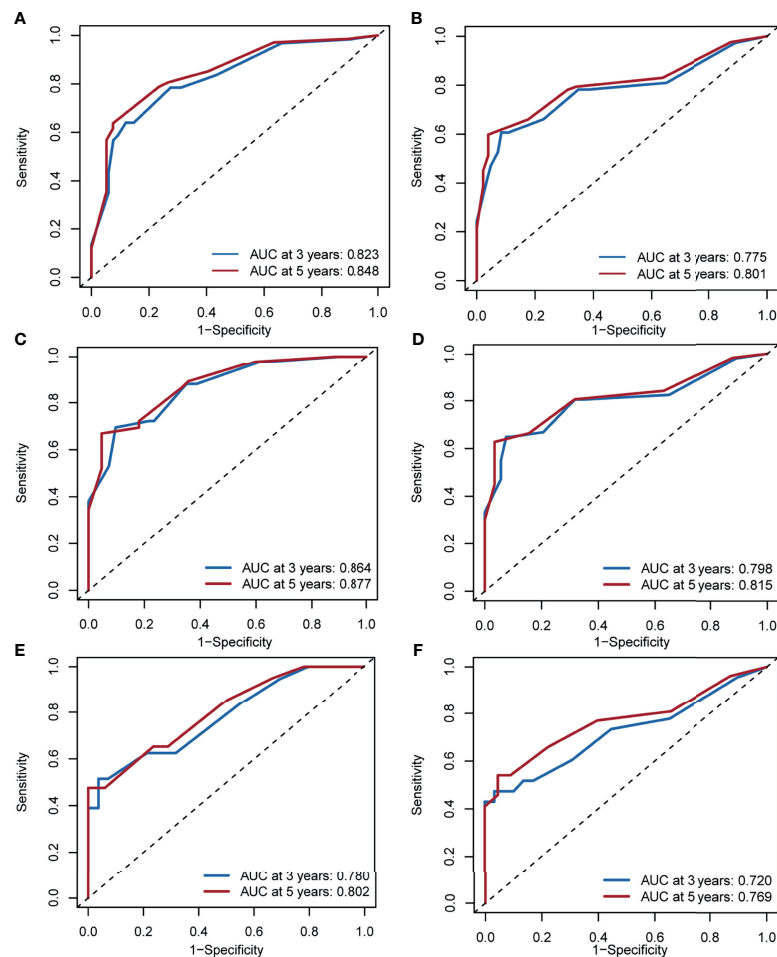 A
1.0
0.8
0.6
0.4
0.2
0.0
Sensitivity
AUC at 3 years: 0.823
AUC at 5 years: 0.848
0.0 0.2 0.4 0.6 0.8 1.0
1−Specificity
B
1.0
0.8
0.6
0.4
0.2
0.0
Sensitivity
AUC at 3 years: 0.775
AUC at 5 years: 0.801
0.0 0.2 0.4 0.6 0.8 1.0
1−Specificity
C
1.0
0.8
0.6
0.4
0.2
0.0
Sensitivity
AUC at 3 years: 0.864
AUC at 5 years: 0.877
0.0 0.2 0.4 0.6 0.8 1.0
1−Specificity
D
1.0
0.8
0.6
0.4
0.2
0.0
Sensitivity
AUC at 3 years: 0.798
AUC at 5 years: 0.815
0.0 0.2 0.4 0.6 0.8 1.0
1−Specificity
E
1.0
0.8
0.6
0.4
0.2
0.0
Sensitivity
AUC at 3 years: 0.780
AUC at 5 years: 0.802
0.0 0.2 0.4 0.6 0.8 1.0
1−Specificity
F
1.0
0.8
0.6
0.4
0.2
0.0
Sensitivity
AUC at 3 years: 0.720
AUC at 5 years: 0.769
0.0 0.2 0.4 0.6 0.8 1.0
1−Specificity